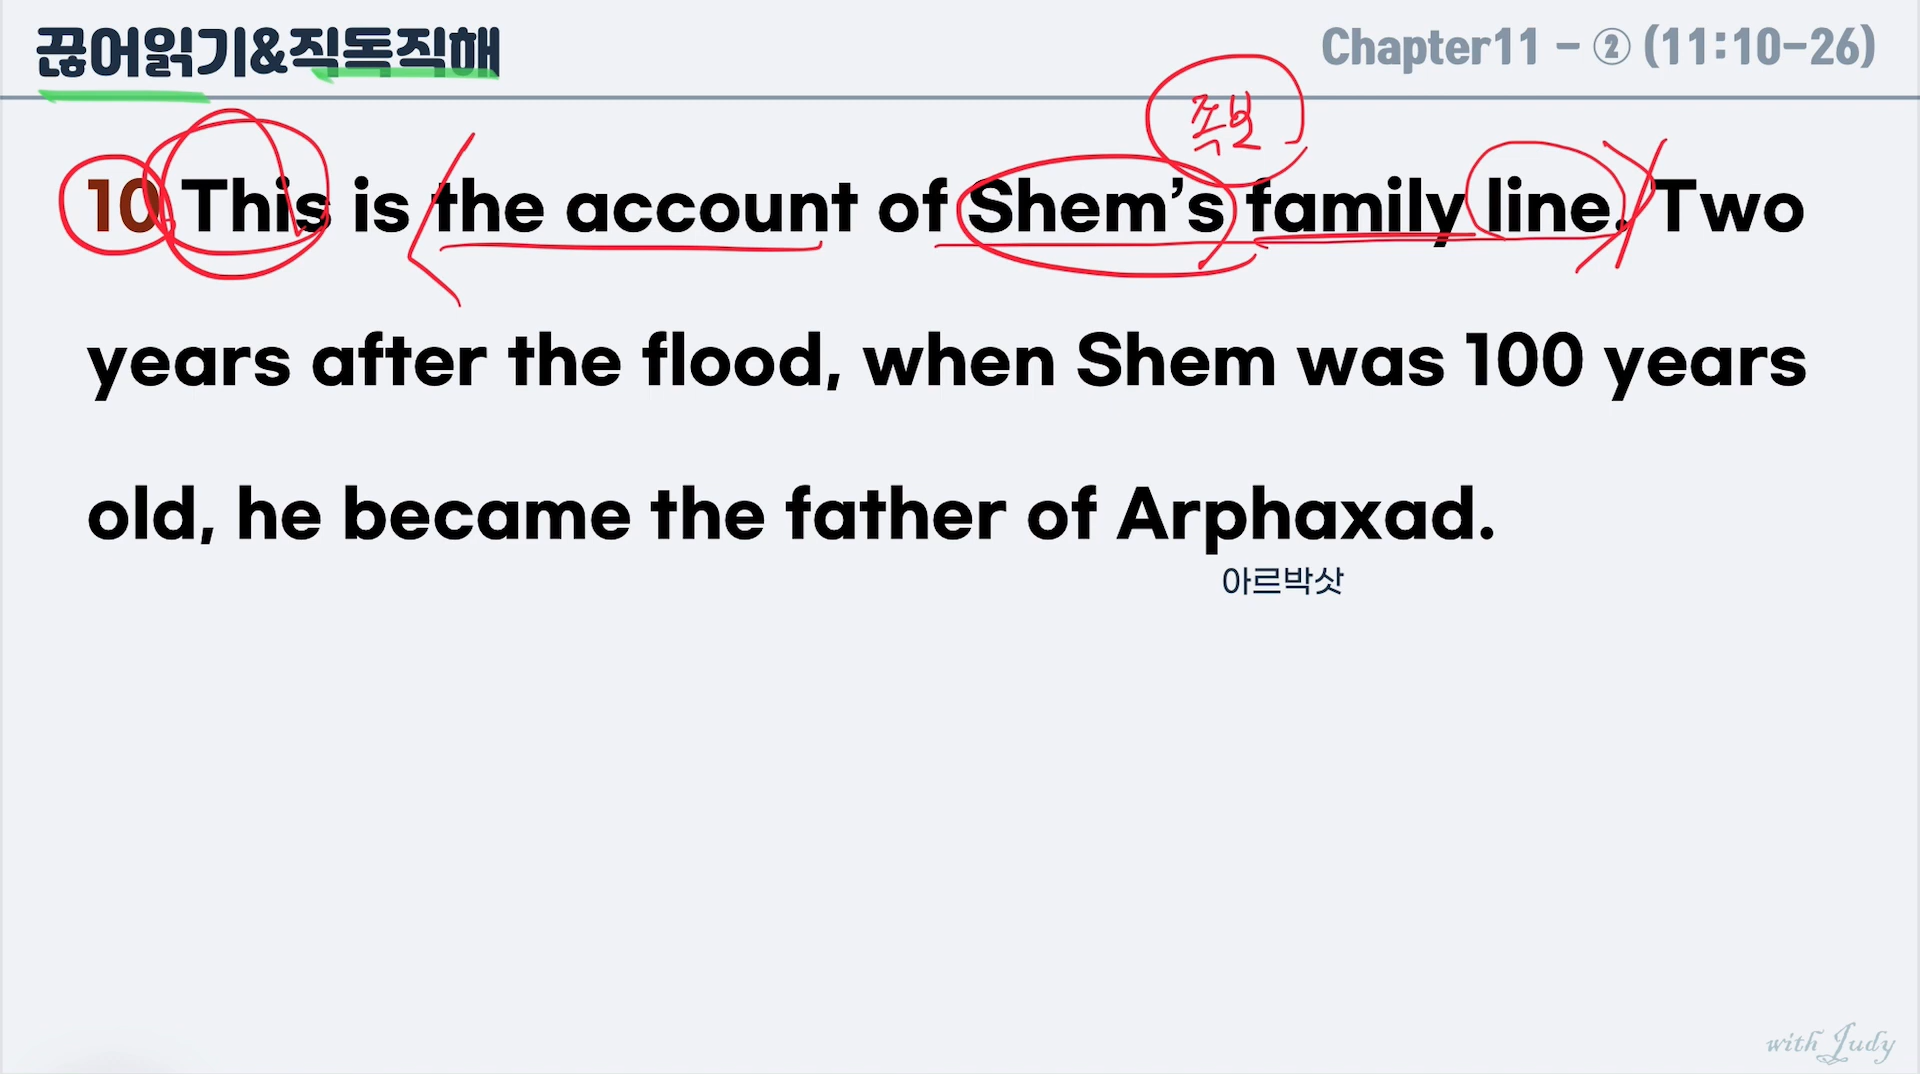 끊어읽기&직독직해
Chapter11 - ② (11:10-26)
족보
10 This is the account of Shem's family line. Two
years after the flood, when Shem was 100 years
old, he became the father of Arphaxad.
아르박삿
with Judy